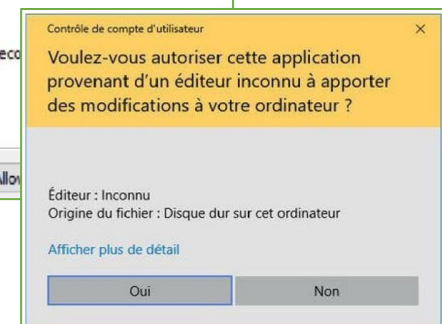 Contrôle de compte d'utilisateur
Voulez-vous autoriser cette application
provenant d'un éditeur inconnu à apporter
des modifications à votre ordinateur ?
Éditeur : Inconnu
Origine du fichier : Disque dur sur cet ordinateur
Afficher plus de détail
Oui
Non